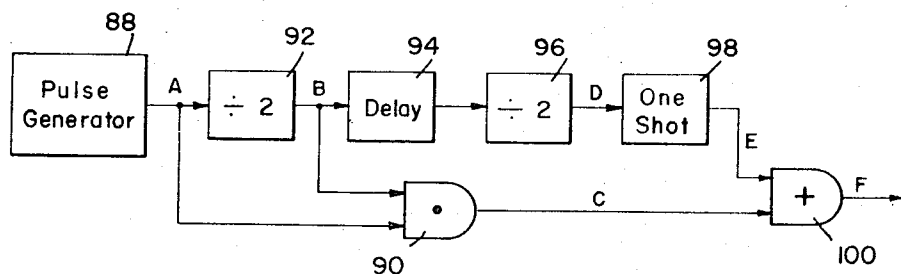 88
92
94
96
98
Pulse
Generator
A
÷ 2
B
Delay
÷ 2
D
One
Shot
E
•
C
+
F
90
100